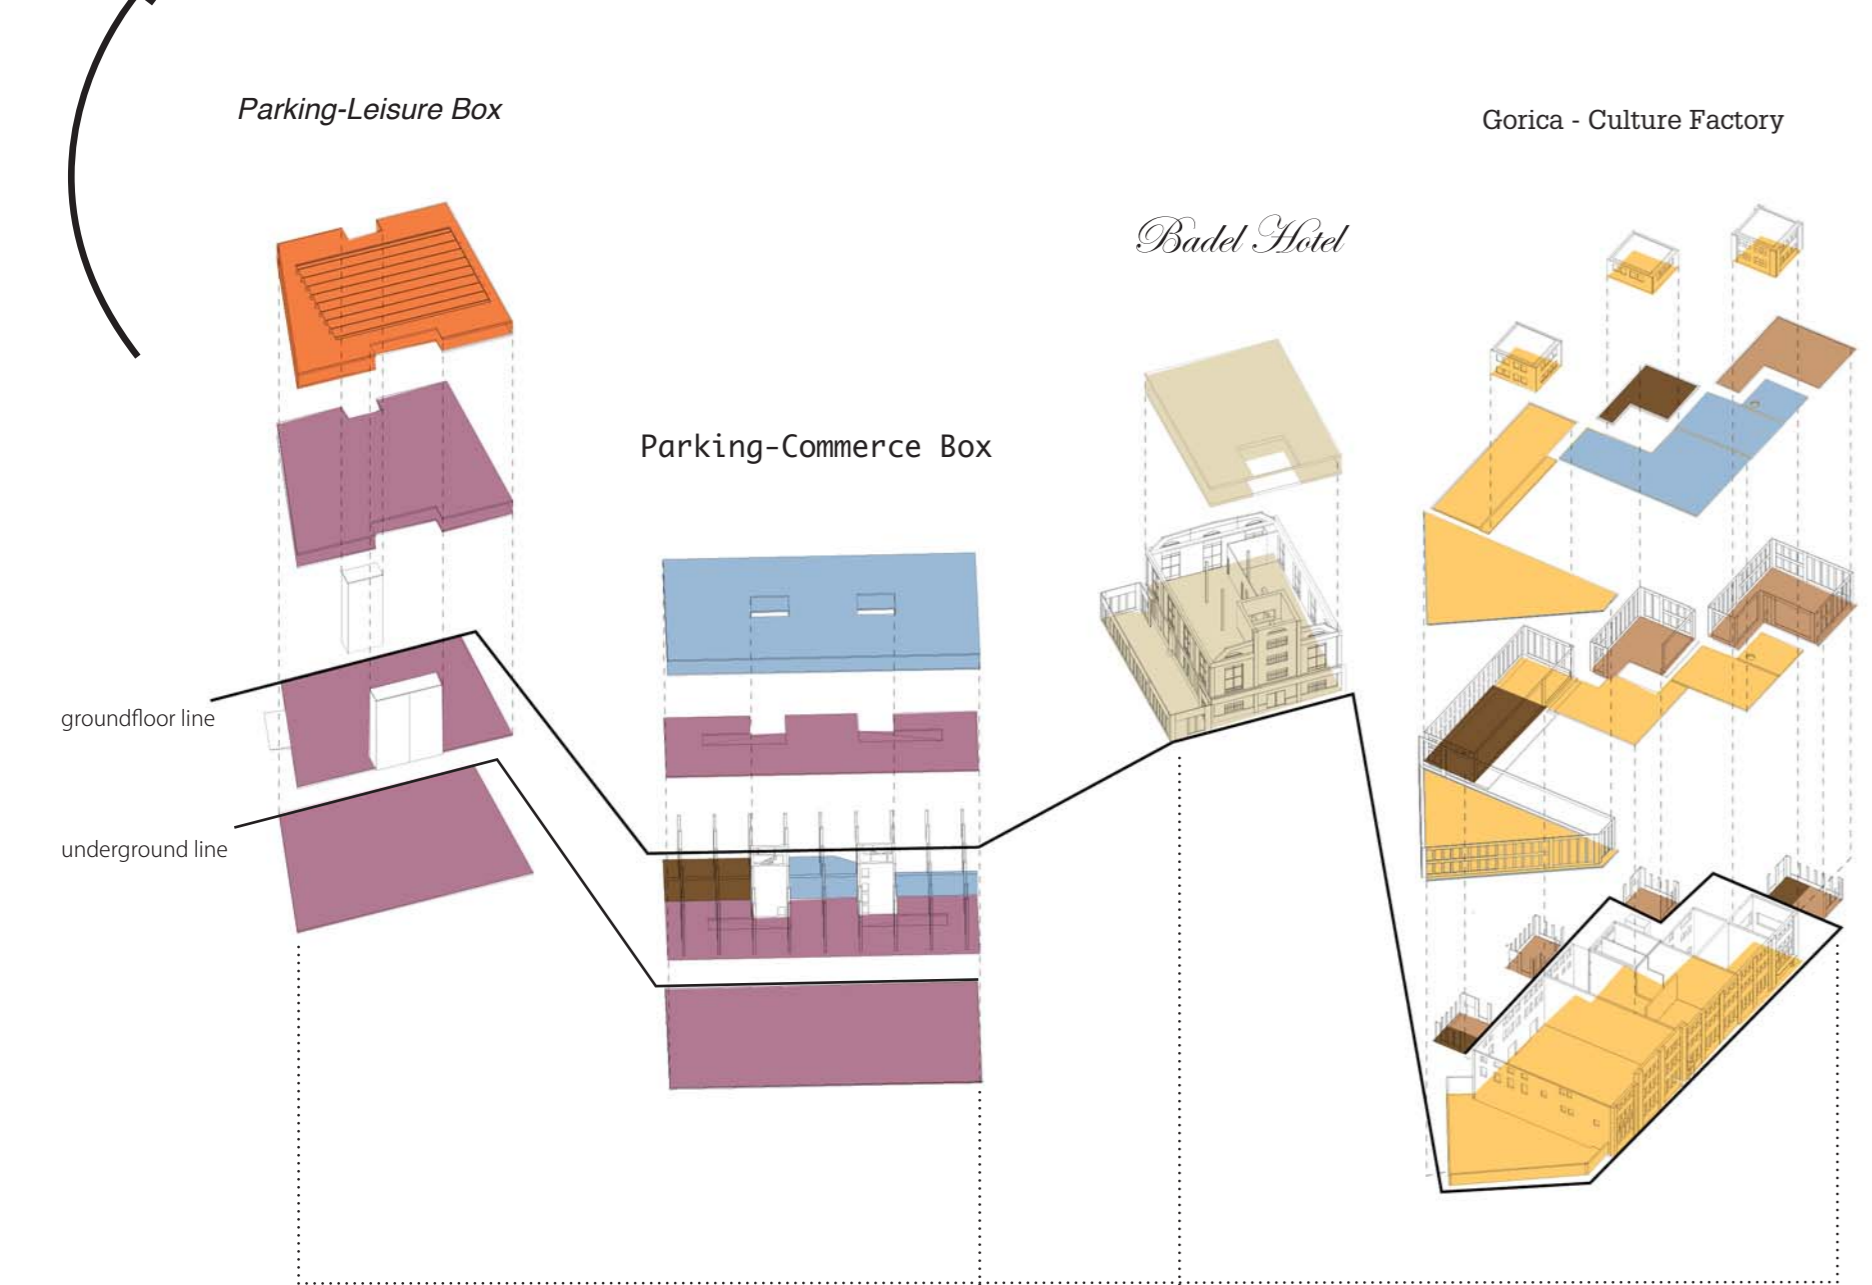 Parking-Leisure Box
Gorica - Culture Factory
Badel Hotel
Parking-Commerce Box
groundfloor line
underground line